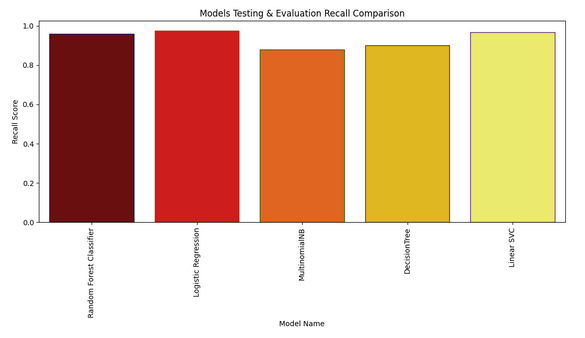 Models Testing & Evaluation Recall Comparison
1.0
0.8
0.6
0.4
0.2
0.0
Recall Score
Random Forest Classifier
Logistic Regression
MultinomialNB
DecisionTree
Linear SVC
Model Name